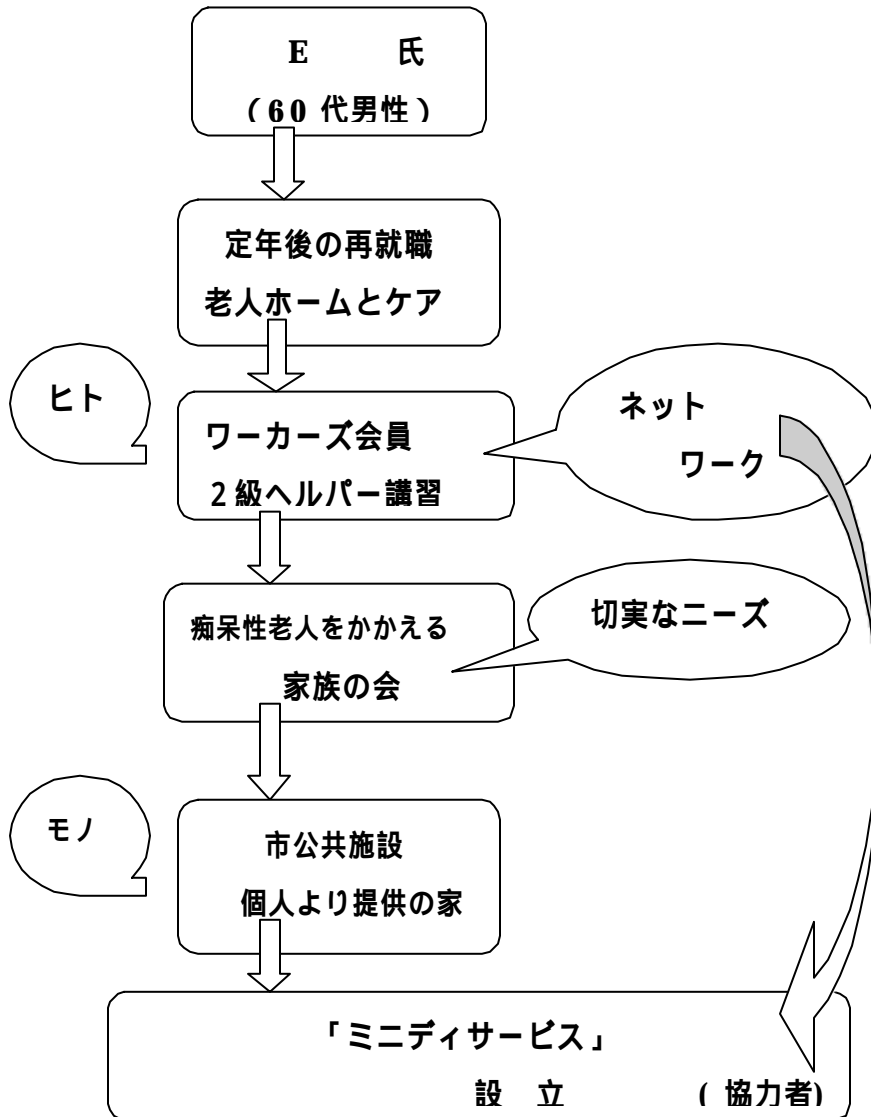 E 氏
(60 代男性)
定年後の再就職
老人ホームとケア
ヒト
ネット
ワーク
ワーカーズ会員
2級ヘルパー講習
切実なニーズ
痴呆性老人をかかえる
家族の会
モノ
市公共施設
個人より提供の家
「ミニディサービス」
設 立 (協力者)